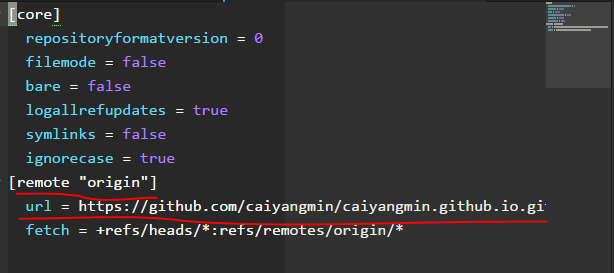 [core]
repositoryformatversion = 0
filemode = false
bare = false
logallrefupdates = true
symlinks = false
ignorecase = true
[remote "origin"]
url = https://github.com/caiyangmin/caiyangmin.github.io.gi
fetch = +refs/heads/*:refs/remotes/origin/*